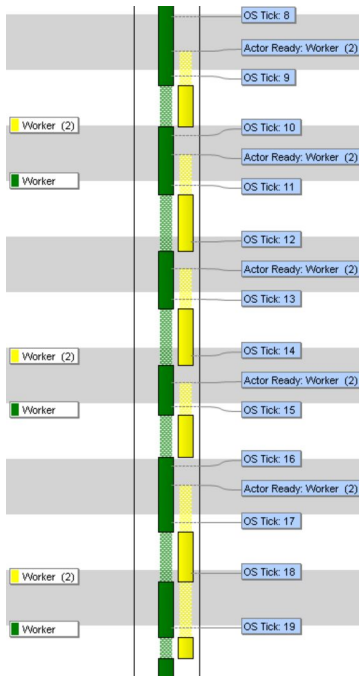 OS Tick: 8
Actor Ready: Worker (2)
OS Tick: 9
Worker (2)
OS Tick: 10
Actor Ready: Worker (2)
Worker
OS Tick: 11
OS Tick: 12
Actor Ready: Worker (2)
OS Tick: 13
Worker (2)
OS Tick: 14
Actor Ready: Worker (2)
Worker
OS Tick: 15
OS Tick: 16
Actor Ready: Worker (2)
OS Tick: 17
Worker (2)
OS Tick: 18
Worker
OS Tick: 19